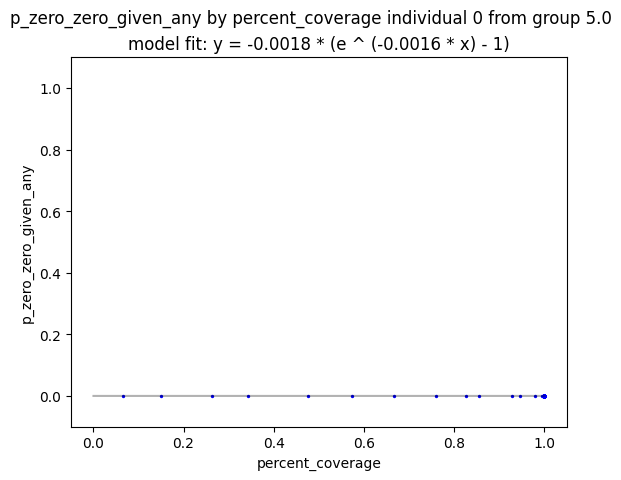 p_zero_zero_given_any by percent_coverage individual 0 from group 5.0
model fit: y = -0.0018 * (e ^ (-0.0016 * x) - 1)
1.0
0.8
0.6
0.4
0.2
0.0
p_zero_zero_given_any
0.0 0.2 0.4 0.6 0.8 1.0
percent_coverage